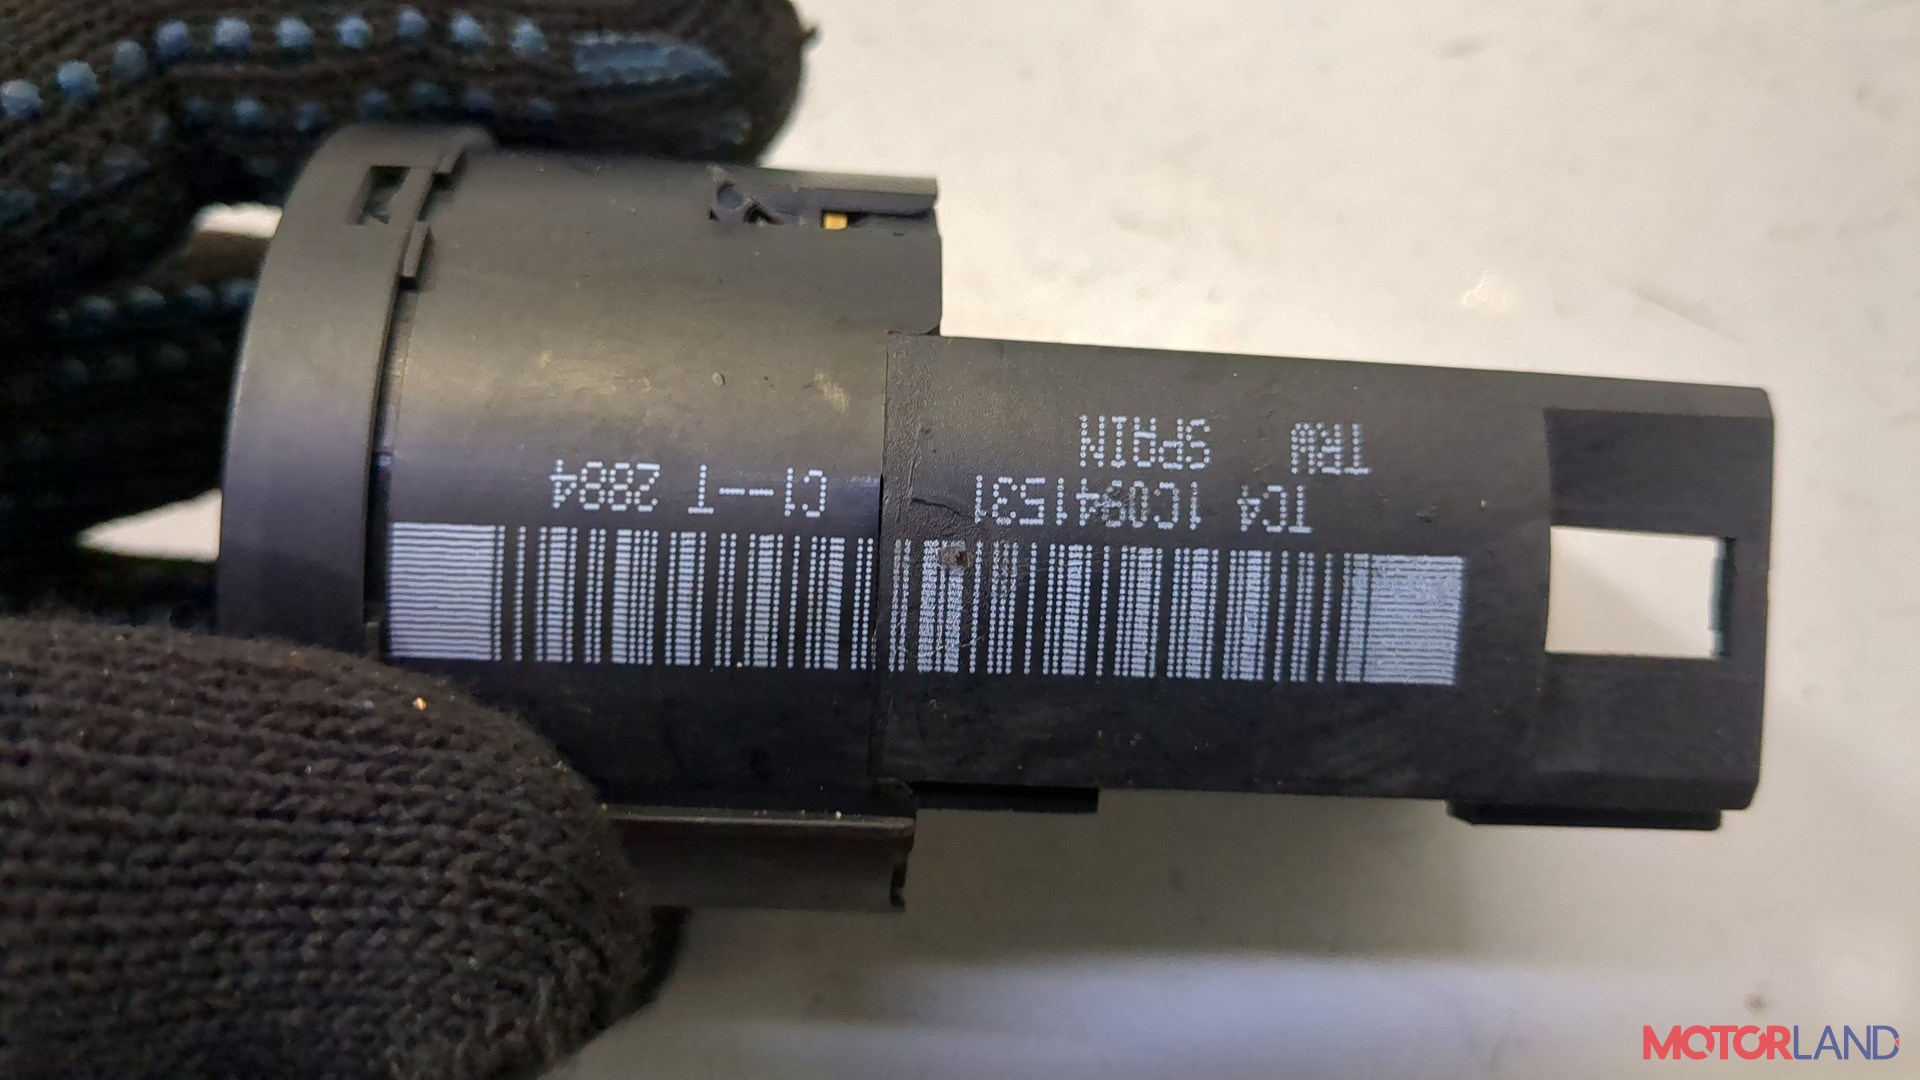 TC4 1C0941531 C1--T 2884
TRW SPAIN
MOTORLAND